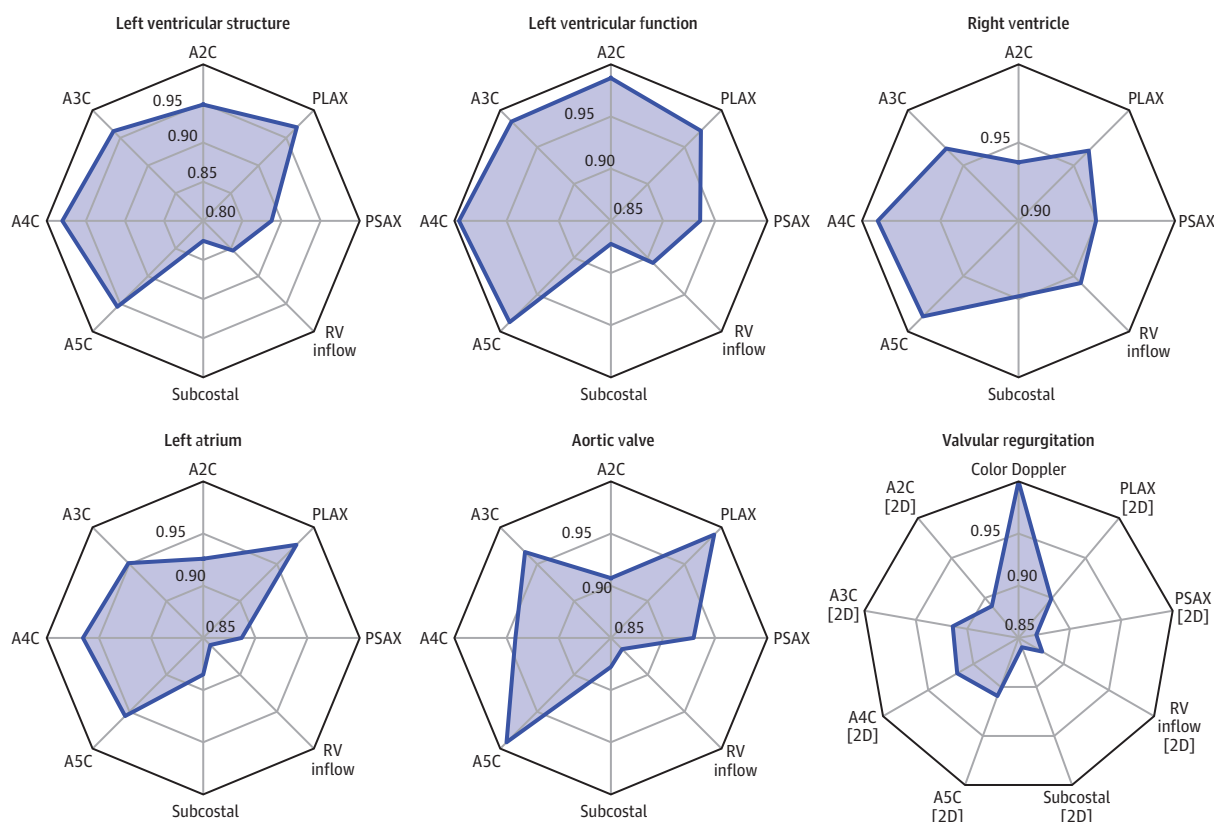 Left ventricular structure
A2C
PLAX
PSAX
RV
inflow
Subcostal
A5C
A4C
A3C
0.95
0.90
0.85
0.80
Left ventricular function
A2C
PLAX
PSAX
RV
inflow
Subcostal
A5C
A4C
A3C
0.95
0.90
0.85
Right ventricle
A2C
PLAX
PSAX
RV
inflow
Subcostal
A5C
A4C
A3C
0.95
0.90
Left atrium
A2C
PLAX
PSAX
RV
inflow
Subcostal
A5C
A4C
A3C
0.95
0.90
0.85
Aortic valve
A2C
PLAX
PSAX
RV
inflow
Subcostal
A5C
A4C
A3C
0.95
0.90
0.85
Valvular regurgitation
Color Doppler
PLAX
[2D]
PSAX
[2D]
RV
inflow
[2D]
Subcostal
[2D]
A5C
[2D]
A4C
[2D]
A3C
[2D]
A2C
[2D]
0.95
0.90
0.85